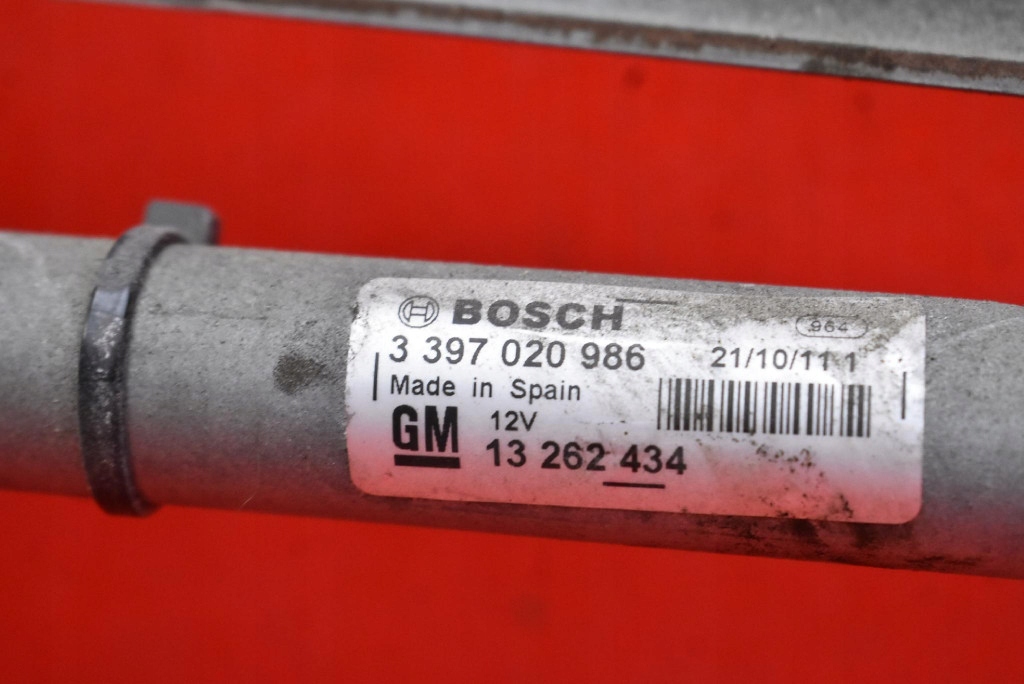 BOSCH
964
3 397 020 986 21/10/11 1
Made in Spain
GM 12V
13 262 434